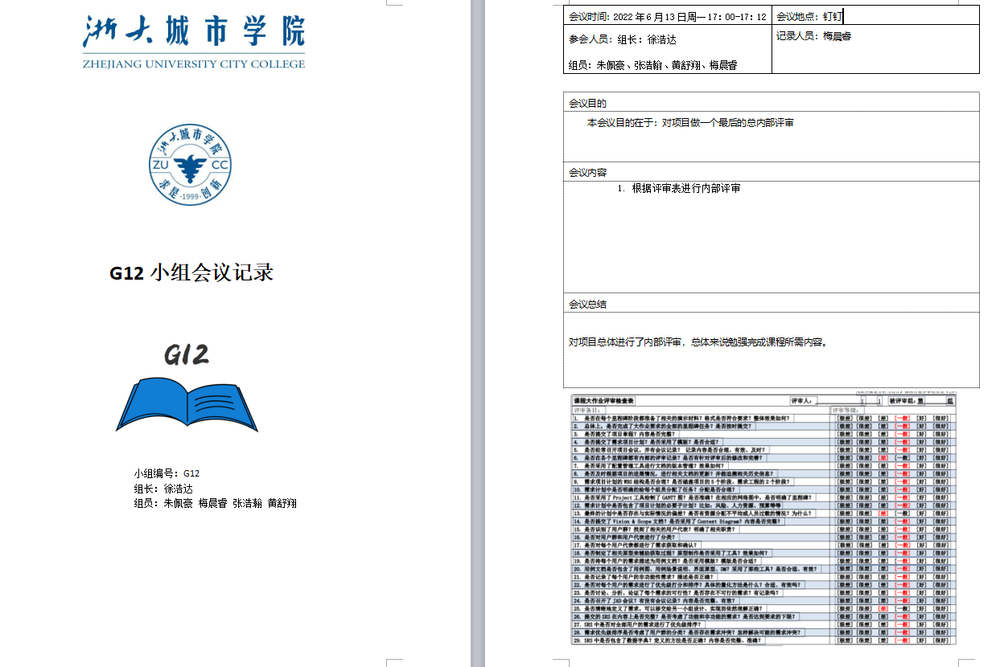 浙大城市学院
ZHEJIANG UNIVERSITY CITY COLLEGE
浙大城市学院
ZU CC
求是 ·1999· 创新
G12 小组会议记录
G12
小组编号：G12
组长：徐浩达
组员：朱佩豪 梅晨睿 张浩翰 黄舒翔
会议时间：2022 年 6 月 13 日周一 17：00-17：12
会议地点：钉钉
参会人员：组长：徐浩达
记录人员：梅晨睿
组员：朱佩豪、张浩翰、黄舒翔、梅晨睿
会议目的
本会议目的在于：对项目做一个最后的总内部评审
会议内容
1. 根据评审表进行内部评审
会议总结
对项目总体进行了内部评审，总体来说勉强完成课程所需内容。
课程大作业评审检查表 评审人： 被评审组：第 组
评审条目： 评审等级：
1. 是否在每个里程碑阶段都准备了相关的演示材料？格式是否符合要求？整体效果如何？ [极差] [很差] [差] [一般] [好] [很好]
2. 总体上，是否完成了大作业要求的全部的里程碑任务？是否按时提交？ [极差] [很差] [差] [一般] [好] [很好]
3. 是否提交了项目章程？内容是否完整？ [极差] [很差] [差] [一般] [好] [很好]
4. 是否提交了需求项目计划？是否采用了模版？是否合适？ [极差] [很差] [差] [一般] [好] [很好]
5. 是否经常召开项目会议，并有会议记录？ 记录内容是否合理、有效、及时？ [极差] [很差] [差] [一般] [好] [很好]
6. 是否在各个里程碑都有内部的评审记录？是否有针对评审后的修改和完善？ [极差] [很差] [差] [一般] [好] [很好]
7. 是否采用了配置管理工具进行文档的版本管理？效果如何？ [极差] [很差] [差] [一般] [好] [很好]
8. 是否及时根据项目的进展情况，进行相关文档的更新？并能追溯相关历史信息？ [极差] [很差] [差] [一般] [好] [很好]
9. 需求项目计划的 WBS 结构是否合理？是否涵盖项目的 5 个阶段、需求工程的 2 个阶段？ [极差] [很差] [差] [一般] [好] [很好]
10. 需求计划中是否明确的给每个组员分配了任务？分配是否合理？ [极差] [很差] [差] [一般] [好] [很好]
11. 是否采用了 Project 工具绘制了 GANTT 图？是否准确？在相应的网络图中，是否明确了里程碑？ [极差] [很差] [差] [一般] [好] [很好]
12. 需求计划中是否包含了项目计划的必要子计划？比如：风险、人力资源、预算等等 [极差] [很差] [差] [一般] [好] [很好]
13. 最终的计划中是否存在与实际情况的偏差？是否有资源分配不平均或人员过载的情况？为什么？ [极差] [很差] [差] [一般] [好] [很好]
14. 是否提交了 Vision & Scope 文档？是否采用了 Context Diagram？内容是否完整？ [极差] [很差] [差] [一般] [好] [很好]
15. 是否识别了用户群？找到了相关的用户代表？明确了相关职责？ [极差] [很差] [差] [一般] [好] [很好]
16. 是否对用户群和用户代表进行了分类？ [极差] [很差] [差] [一般] [好] [很好]
17. 是否对每个用户代表都进行了需求获取和确认？ [极差] [很差] [差] [一般] [好] [很好]
18. 是否制定了相关原型来辅助获取过程？原型制作是否采用了工具？效果如何？ [极差] [很差] [差] [一般] [好] [很好]
19. 是否将每个用户的需求描述为用例文档？是否采用模版？模版是否合适？ [极差] [很差] [差] [一般] [好] [很好]
20. 用例文档是否包含了用例图、用例场景说明、界面原型、DM？采用了那些工具？是否合适、有效？ [极差] [很差] [差] [一般] [好] [很好]
21. 是否记录了每个用户的非功能性需求？描述是否正确？ [极差] [很差] [差] [一般] [好] [很好]
22. 是否对每个用户的需求进行了优先级打分和排序？具体的量化方法是什么？合适、有效吗？ [极差] [很差] [差] [一般] [好] [很好]
23. 是否讨论、分析、论证了每个需求的可行性？是否存在不可行的需求？有记录吗？ [极差] [很差] [差] [一般] [好] [很好]
24. 是否召开了 JAD 会议？有没有会议记录？内容是否完整、有效？ [极差] [很差] [差] [一般] [好] [很好]
25. 是否清晰地定义了需求，可以移交给另一小组设计、实现而依然理解正确？ [极差] [很差] [差] [一般] [好] [很好]
26. 提交的 SRS 在内容上是否完整？是否考虑了功能和非功能的需求？是否达到要求的下限？ [极差] [很差] [差] [一般] [好] [很好]
27. SRS 中是否对全部用户的需求进行了优先级排序？ [极差] [很差] [差] [一般] [好] [很好]
28. 需求优先级排序是否考虑了用户群的分类？是否存在需求冲突？怎样解决可能的需求冲突？ [极差] [很差] [差] [一般] [好] [很好]
29. SRS 中是否包含了数据字典？定义的方法是否正确？内容是否完整、准确？ [极差] [很差] [差] [一般] [好] [很好]